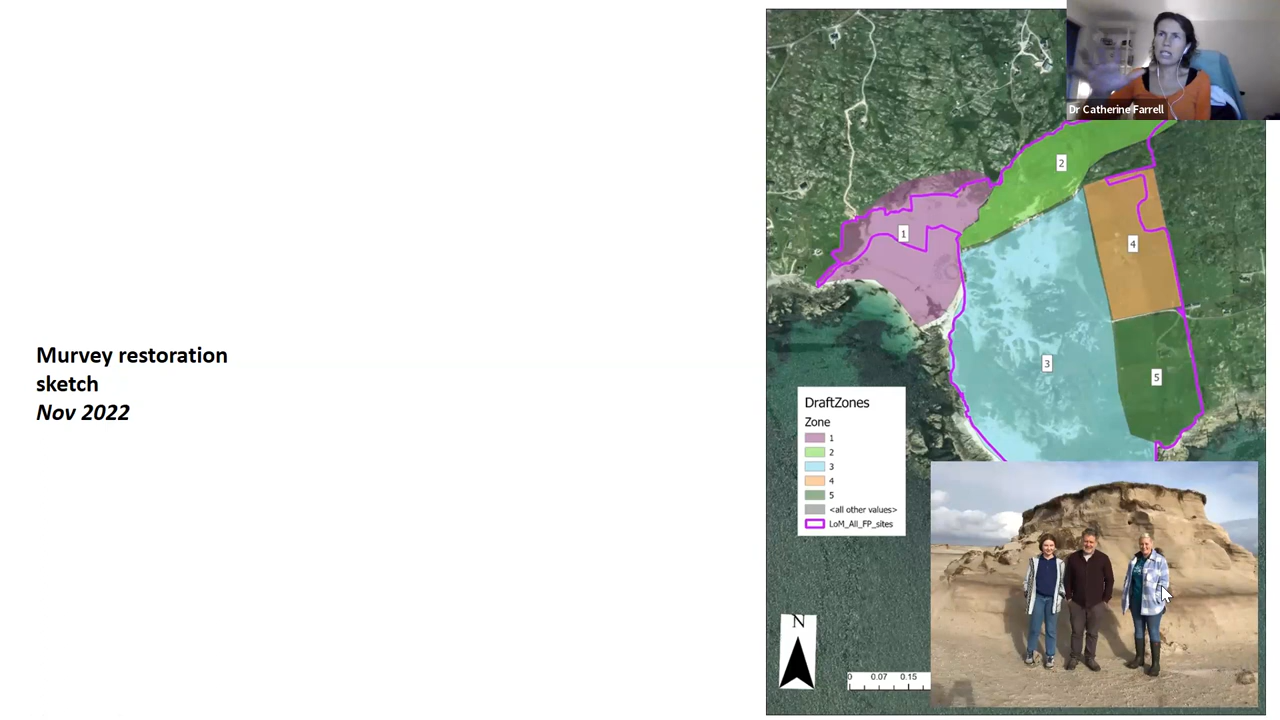 Dr Catherine Farrell
2
1
4
3
5
Murvey restoration
sketch
Nov 2022
DraftZones
Zone
1
2
3
4
5
<all other values>
LoM_All_FP_sites
N
0 0.07 0.15